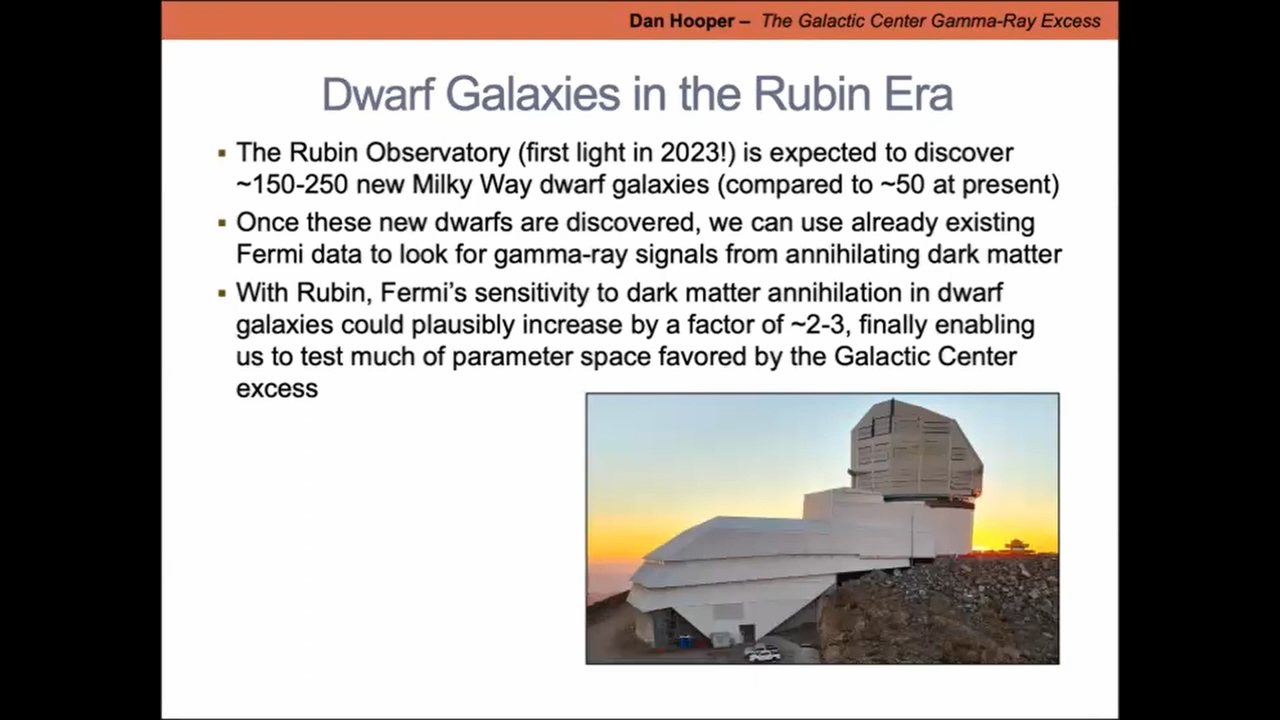 Dan Hooper – The Galactic Center Gamma-Ray Excess
Dwarf Galaxies in the Rubin Era
▪ The Rubin Observatory (first light in 2023!) is expected to discover
~150-250 new Milky Way dwarf galaxies (compared to ~50 at present)
▪ Once these new dwarfs are discovered, we can use already existing
Fermi data to look for gamma-ray signals from annihilating dark matter
▪ With Rubin, Fermi’s sensitivity to dark matter annihilation in dwarf
galaxies could plausibly increase by a factor of ~2-3, finally enabling
us to test much of parameter space favored by the Galactic Center
excess